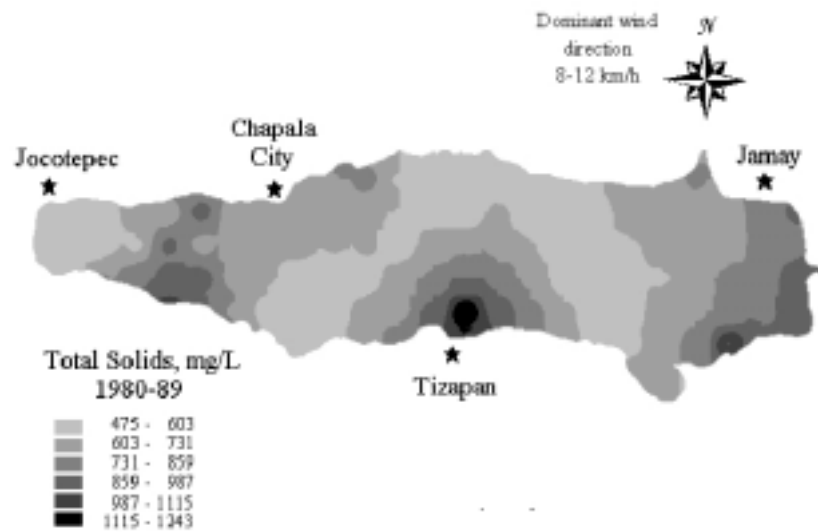 Dominant wind
direction
8-12 km/h
N
Chapala
City
Jocotepec
Jamay
Total Solids, mg/L
1980-89
Tizapan
475 - 603
603 - 731
731 - 859
859 - 987
987 - 1115
1115 - 1243